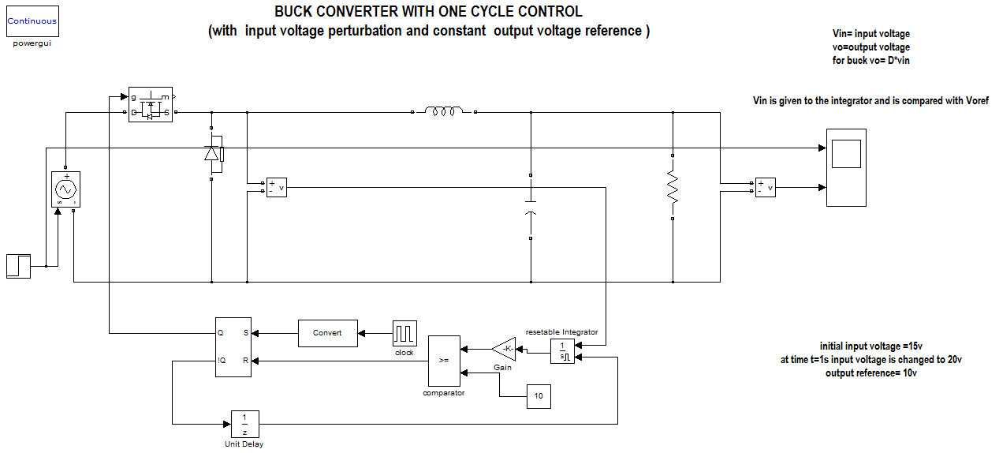 BUCK CONVERTER WITH ONE CYCLE CONTROL
(with input voltage perturbation and constant output voltage reference )
Continuous
powergui
Vin= input voltage
vo=output voltage
for buck vo= D*vin
Vin is given to the integrator and is compared with Voref
g m
D S
+
s -
+
- v
+
- v
Q S
!Q R
Convert
clock
>=
comparator
-K-
Gain
resetable Integrator
1
s
10
1
z
Unit Delay
initial input voltage =15v
at time t=1s input voltage is changed to 20v
output reference= 10v